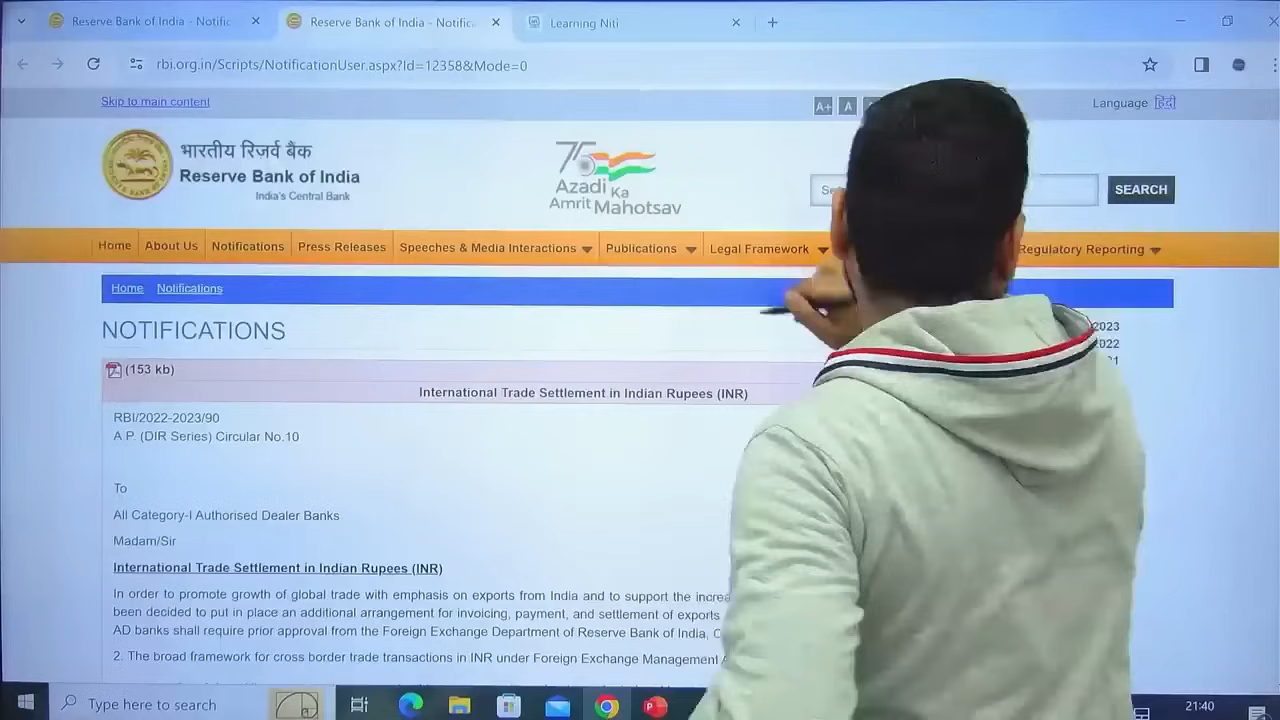 Reserve Bank of India - Notific
Reserve Bank of India - Notific
Learning Niti
rbi.org.in/Scripts/NotificationUser.aspx?Id=12358&Mode=0
Skip to main content
A+ A
Language हिंदी
75
Azadi Ka
Amrit Mahotsav
भारतीय रिजर्व बैंक
Reserve Bank of India
India's Central Bank
SEARCH
Home About Us Notifications Press Releases Speeches & Media Interactions Publications Legal Framework Regulatory Reporting
Home Notifications
NOTIFICATIONS
2023
2022
(153 kb)
International Trade Settlement in Indian Rupees (INR)
RBI/2022-2023/90
A.P. (DIR Series) Circular No.10
To
All Category-I Authorised Dealer Banks
Madam/Sir
International Trade Settlement in Indian Rupees (INR)
In order to promote growth of global trade with emphasis on exports from India and to support the
been decided to put in place an additional arrangement for invoicing, payment, and settlement of exports
AD banks shall require prior approval from the Foreign Exchange Department of Reserve Bank of India,
2. The broad framework for cross border trade transactions in INR under Foreign Exchange Management
Type here to search
21:40